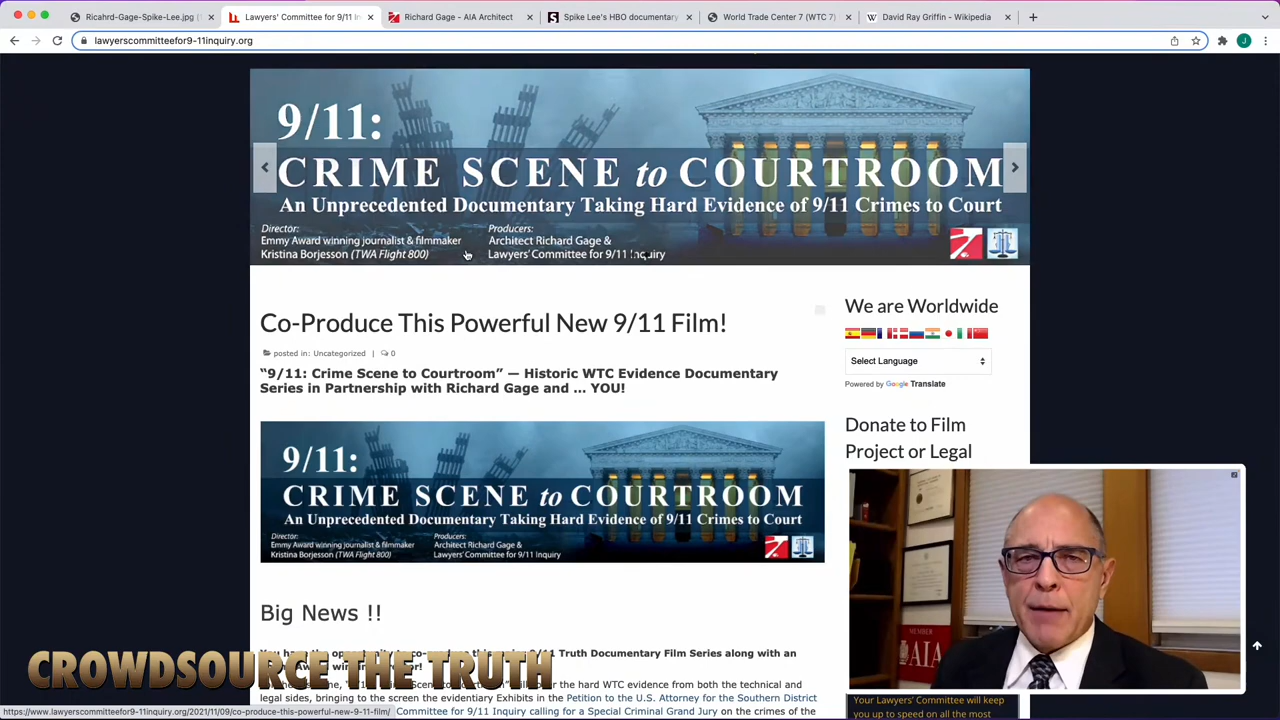 Ricahrd-Gage-Spike-Lee.jpg [
Lawyers' Committee for 9/11 In
Richard Gage - AIA Architect
Spike Lee's HBO documentary
World Trade Center 7 (WTC 7)
David Ray Griffin - Wikipedia
lawyerscommitteefor9-11inquiry.org
J
9/11:
CRIME SCENE to COURTROOM
An Unprecedented Documentary Taking Hard Evidence of 9/11 Crimes to Court
Director:
Emmy Award winning journalist & filmmaker
Kristina Borjesson (TWA Flight 800)
Producers:
Architect Richard Gage &
Lawyers' Committee for 9/11 Inquiry
Co-Produce This Powerful New 9/11 Film!
posted in: Uncategorized | 0
“9/11: Crime Scene to Courtroom” — Historic WTC Evidence Documentary
Series in Partnership with Richard Gage and ... YOU!
9/11:
CRIME SCENE to COURTROOM
An Unprecedented Documentary Taking Hard Evidence of 9/11 Crimes to Court
Director:
Emmy Award winning journalist & filmmaker
Kristina Borjesson (TWA Flight 800)
Producers:
Architect Richard Gage &
Lawyers' Committee for 9/11 Inquiry
Big News !!
9/11 Truth Documentary Film Series along with an
will
er the hard WTC evidence from both the technical and
legal sides, bringing to the screen the evidentiary Exhibits in the Petition to the U.S. Attorney for the Southern District
Committee for 9/11 Inquiry calling for a Special Criminal Grand Jury on the crimes of the
We are Worldwide
Select Language
Powered by Google Translate
Donate to Film
Project or Legal
MEMBER
AIA
Your Lawyers' Committee will keep
you up to speed on all the most
CROWDSOURCE THE TRUTH
https://www.lawyerscommitteefor9-11inquiry.org/2021/11/09/co-produce-this-powerful-new-9-11-film/